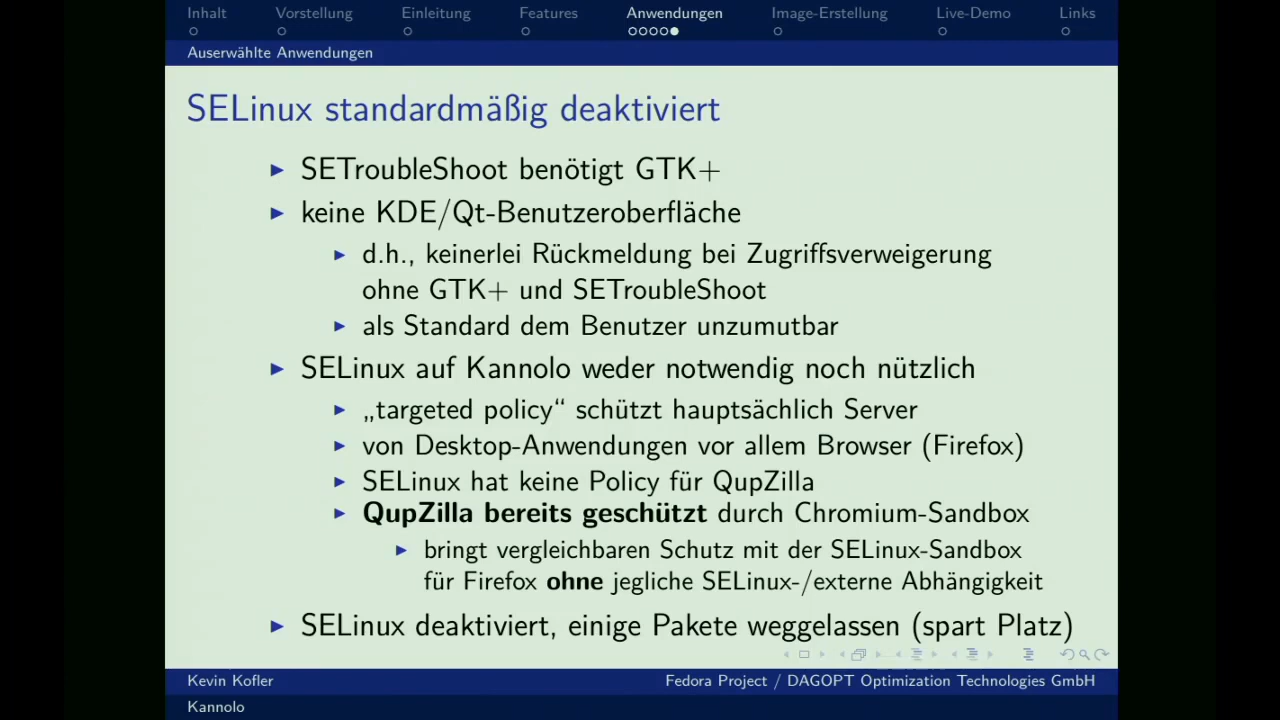 Inhalt Vorstellung Einleitung Features Anwendungen Image-Erstellung Live-Demo Links
Auserwählte Anwendungen
SELinux standardmäßig deaktiviert
SETroubleShoot benötigt GTK+
keine KDE/Qt-Benutzeroberfläche
d.h., keinerlei Rückmeldung bei Zugriffsverweigerung
ohne GTK+ und SETroubleShoot
als Standard dem Benutzer unzumutbar
SELinux auf Kannolo weder notwendig noch nützlich
„targeted policy“ schützt hauptsächlich Server
von Desktop-Anwendungen vor allem Browser (Firefox)
SELinux hat keine Policy für QupZilla
QupZilla bereits geschützt durch Chromium-Sandbox
bringt vergleichbaren Schutz mit der SELinux-Sandbox
für Firefox ohne jegliche SELinux-/externe Abhängigkeit
SELinux deaktiviert, einige Pakete weggelassen (spart Platz)
Kevin Kofler Fedora Project / DAGOPT Optimization Technologies GmbH
Kannolo